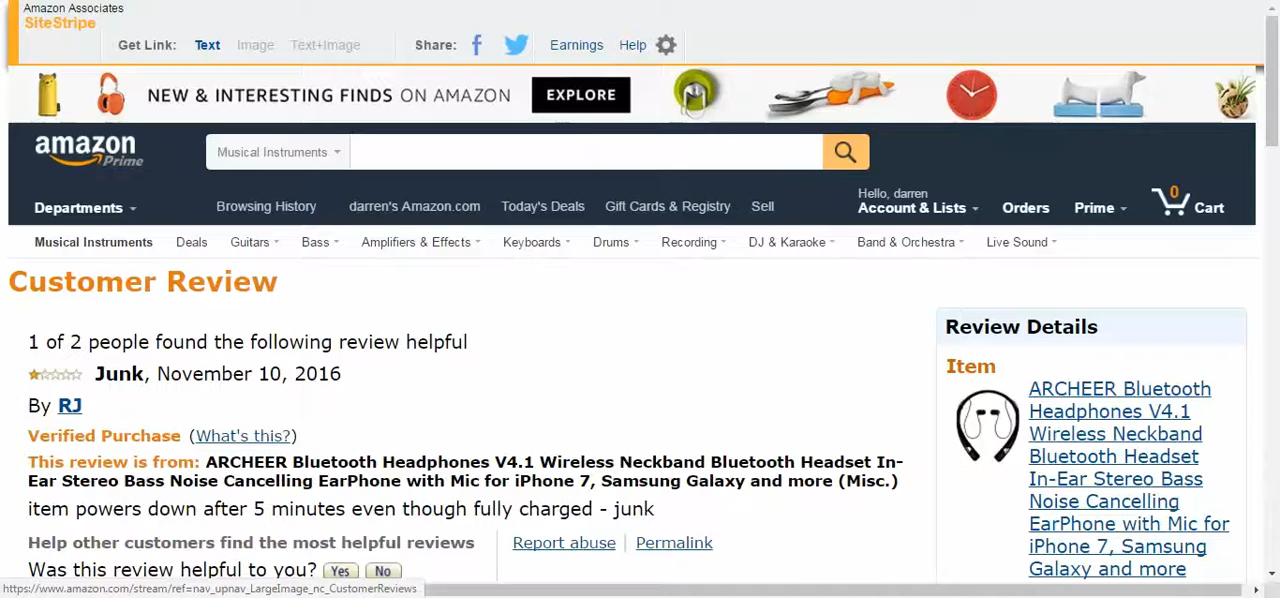 Amazon Associates
SiteStripe
Get Link: Text Image Text+Image Share: Earnings Help
NEW & INTERESTING FINDS ON AMAZON EXPLORE
amazon
Prime
Musical Instruments
Hello, darren
Departments Browsing History darren's Amazon.com Today's Deals Gift Cards & Registry Sell Account & Lists Orders Prime 0 Cart
Musical Instruments Deals Guitars Bass Amplifiers & Effects Keyboards Drums Recording DJ & Karaoke Band & Orchestra Live Sound
Customer Review
1 of 2 people found the following review helpful
Junk, November 10, 2016
By RJ
Verified Purchase (What's this?)
This review is from: ARCHEER Bluetooth Headphones V4.1 Wireless Neckband Bluetooth Headset In-
Ear Stereo Bass Noise Cancelling EarPhone with Mic for iPhone 7, Samsung Galaxy and more (Misc.)
item powers down after 5 minutes even though fully charged - junk
Help other customers find the most helpful reviews
Was this review helpful to you? Yes No
Report abuse | Permalink
Review Details
Item
ARCHEER Bluetooth
Headphones V4.1
Wireless Neckband
Bluetooth Headset
In-Ear Stereo Bass
Noise Cancelling
EarPhone with Mic for
iPhone 7, Samsung
Galaxy and more
https://www.amazon.com/stream/ref=nav_upnav_LargeImage_nc_CustomerReviews